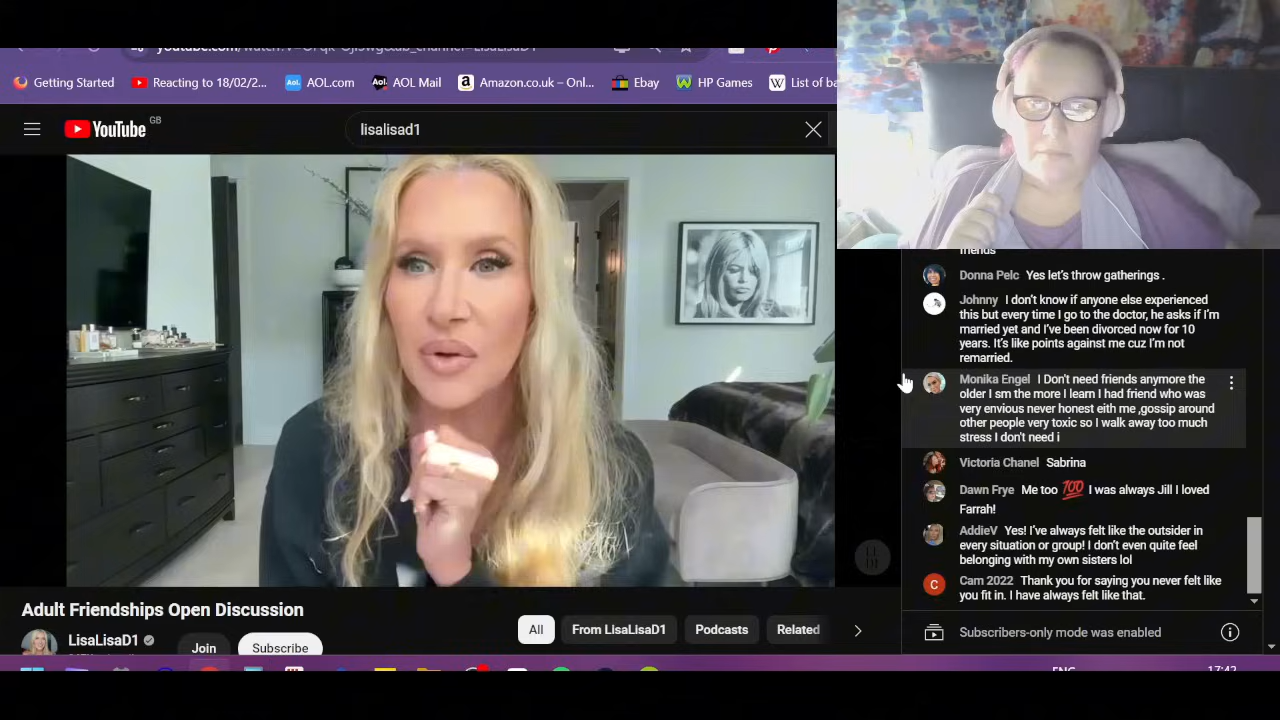 Getting Started
Reacting to 18/02/2...
AOL.com
AOL Mail
Amazon.co.uk – Onl...
Ebay
HP Games
List of ba
YouTube GB
lisalisad1
friends
Donna Pelc Yes let's throw gatherings .
Johnny I don't know if anyone else experienced
this but every time I go to the doctor, he asks if I'm
married yet and I've been divorced now for 10
years. It's like points against me cuz I'm not
remarried.
Monika Engel I Don't need friends anymore the
older I sm the more I learn I had friend who was
very envious never honest eith me ,gossip around
other people very toxic so I walk away too much
stress I don't need i
Victoria Chanel Sabrina
Dawn Frye Me too 💯 I was always Jill I loved
Farrah!
AddieV Yes! I've always felt like the outsider in
every situation or group! I don't even quite feel
belonging with my own sisters lol
Cam 2022 Thank you for saying you never felt like
you fit in. I have always felt like that.
Subscribers-only mode was enabled
Adult Friendships Open Discussion
LisaLisaD1
Join
Subscribe
All
From LisaLisaD1
Podcasts
Related